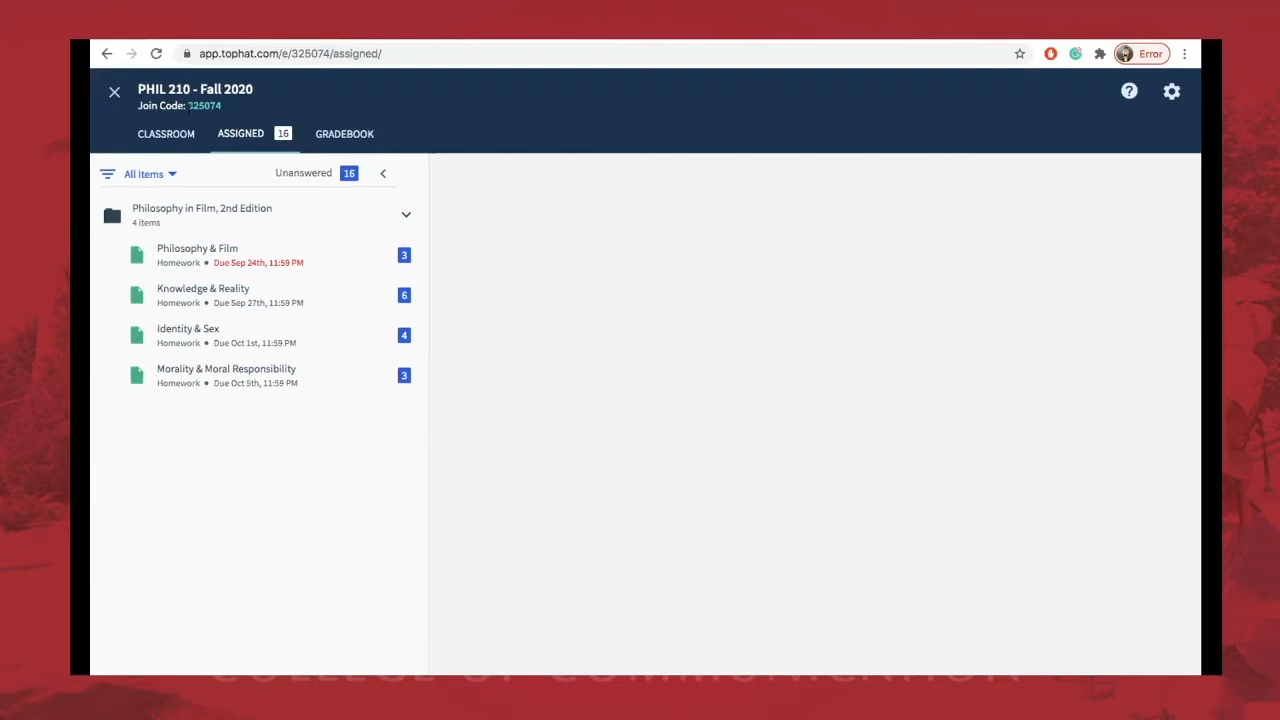 app.tophat.com/e/325074/assigned/
Error
PHIL 210 - Fall 2020
Join Code: 325074
CLASSROOM
ASSIGNED 16
GRADEBOOK
All Items
Unanswered 16
Philosophy in Film, 2nd Edition
4 items
Philosophy & Film
3
Homework • Due Sep 24th, 11:59 PM
Knowledge & Reality
6
Homework • Due Sep 27th, 11:59 PM
Identity & Sex
4
Homework • Due Oct 1st, 11:59 PM
Morality & Moral Responsibility
3
Homework • Due Oct 5th, 11:59 PM
COLLEGE OF COMMUNICATION